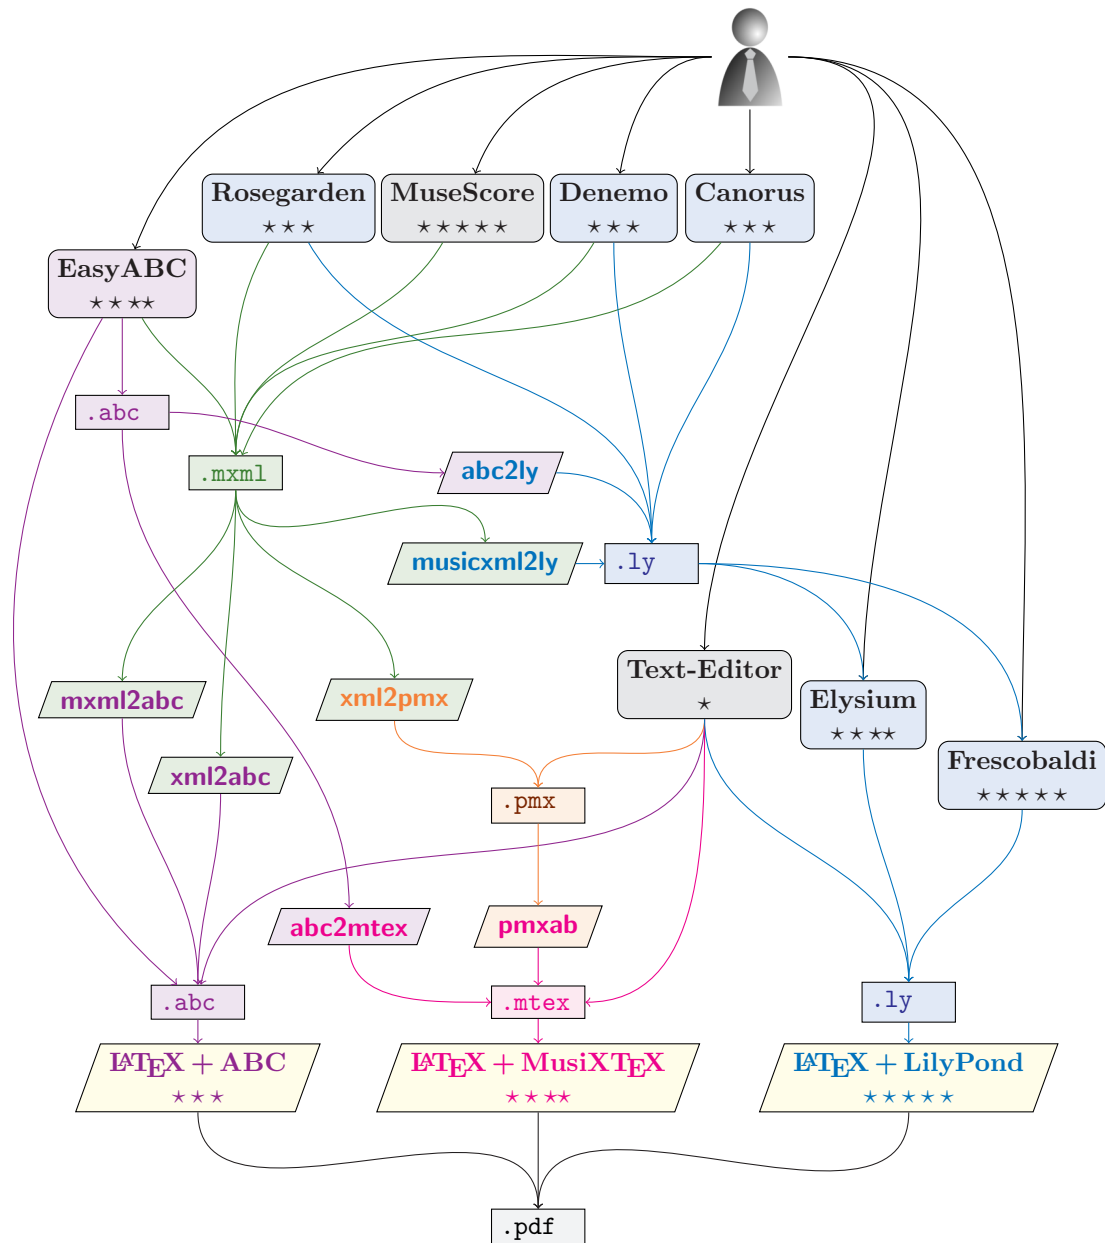 Rosegarden
⋆⋆⋆
MuseScore
⋆⋆⋆⋆⋆
Denemo
⋆⋆⋆
Canorus
⋆⋆⋆
EasyABC
⋆⋆⋆⋆
.abc
.mxml
abc2ly
musicxml2ly
.ly
Text-Editor
⋆
mxml2abc
xml2pmx
Elysium
⋆⋆⋆⋆
xml2abc
Frescobaldi
⋆⋆⋆⋆⋆
.pmx
abc2mtex
pmxab
.abc
.mtex
.ly
LATEX + ABC
⋆⋆⋆
LATEX + MusiXTEX
⋆⋆⋆⋆
LATEX + LilyPond
⋆⋆⋆⋆⋆
.pdf